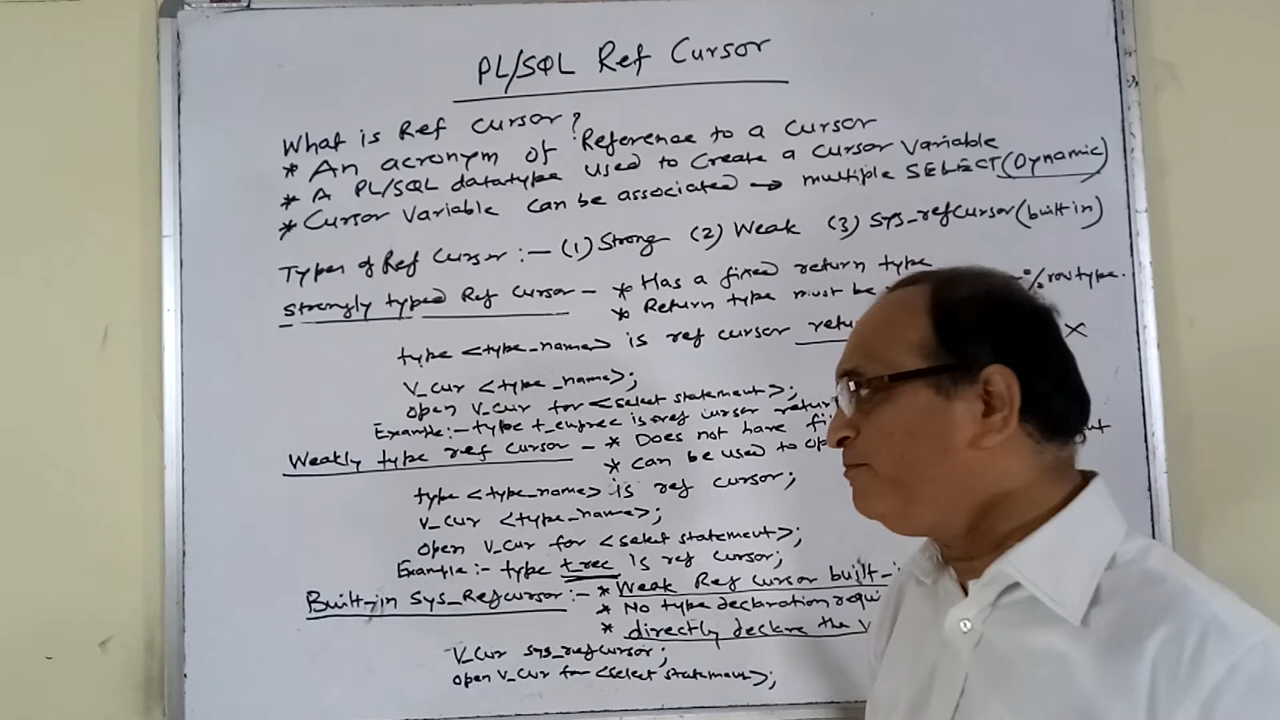 PL/SQL Ref Cursor
What is Ref cursor?
* An acronym of Reference to a cursor
* A PL/SQL datatype used to create a cursor variable
* Cursor variable can be associated → multiple SELECT (Dynamic)
Types of Ref Cursor :- (1) Strong (2) Weak (3) Sys_refcursor (built in)
Strongly typed Ref cursor - * Has a fixed return type
* Return type must be %rowtype.
type <type_name> is ref cursor
V_cur <type_name>;
open V_cur for <select statement>;
Example:- type is ref cursor
Weakly type ref cursor - * Does not have
* Can be used to
type <type_name> is ref cursor;
V_cur <type_name>;
open V_cur for <select statement>;
Example :- type t_rec is ref cursor;
Built-in Sys_Refcursor :- * Weak Ref cursor built-
* No type declaration
* directly declare the
V_cur sys_refcursor;
open V_cur for <select statement>;